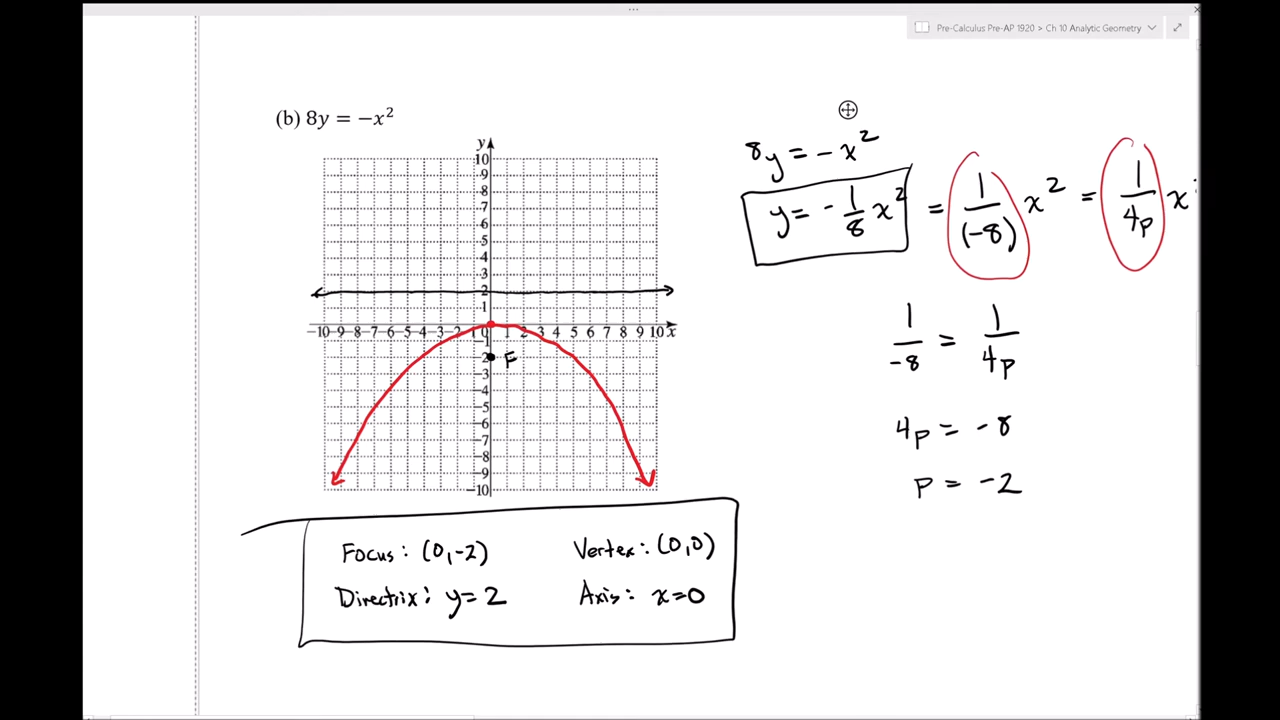 ...
Pre-Calculus Pre-AP 1920 > Ch 10 Analytic Geometry
(b) 8y = −x²
8y = -x²
y = -1/8 x² = 1/(-8) x² = 1/4p x
1/-8 = 1/4p
4p = -8
p = -2
y
10
9
8
7
6
5
4
3
2
1
−10−9−8−7−6−5−4−3−2−1 0 1 2 3 4 5 6 7 8 9 10 x
−1
−2 F
−3
−4
−5
−6
−7
−8
−9
−10
Focus: (0,-2) Vertex: (0,0)
Directrix: y=2 Axis: x=0